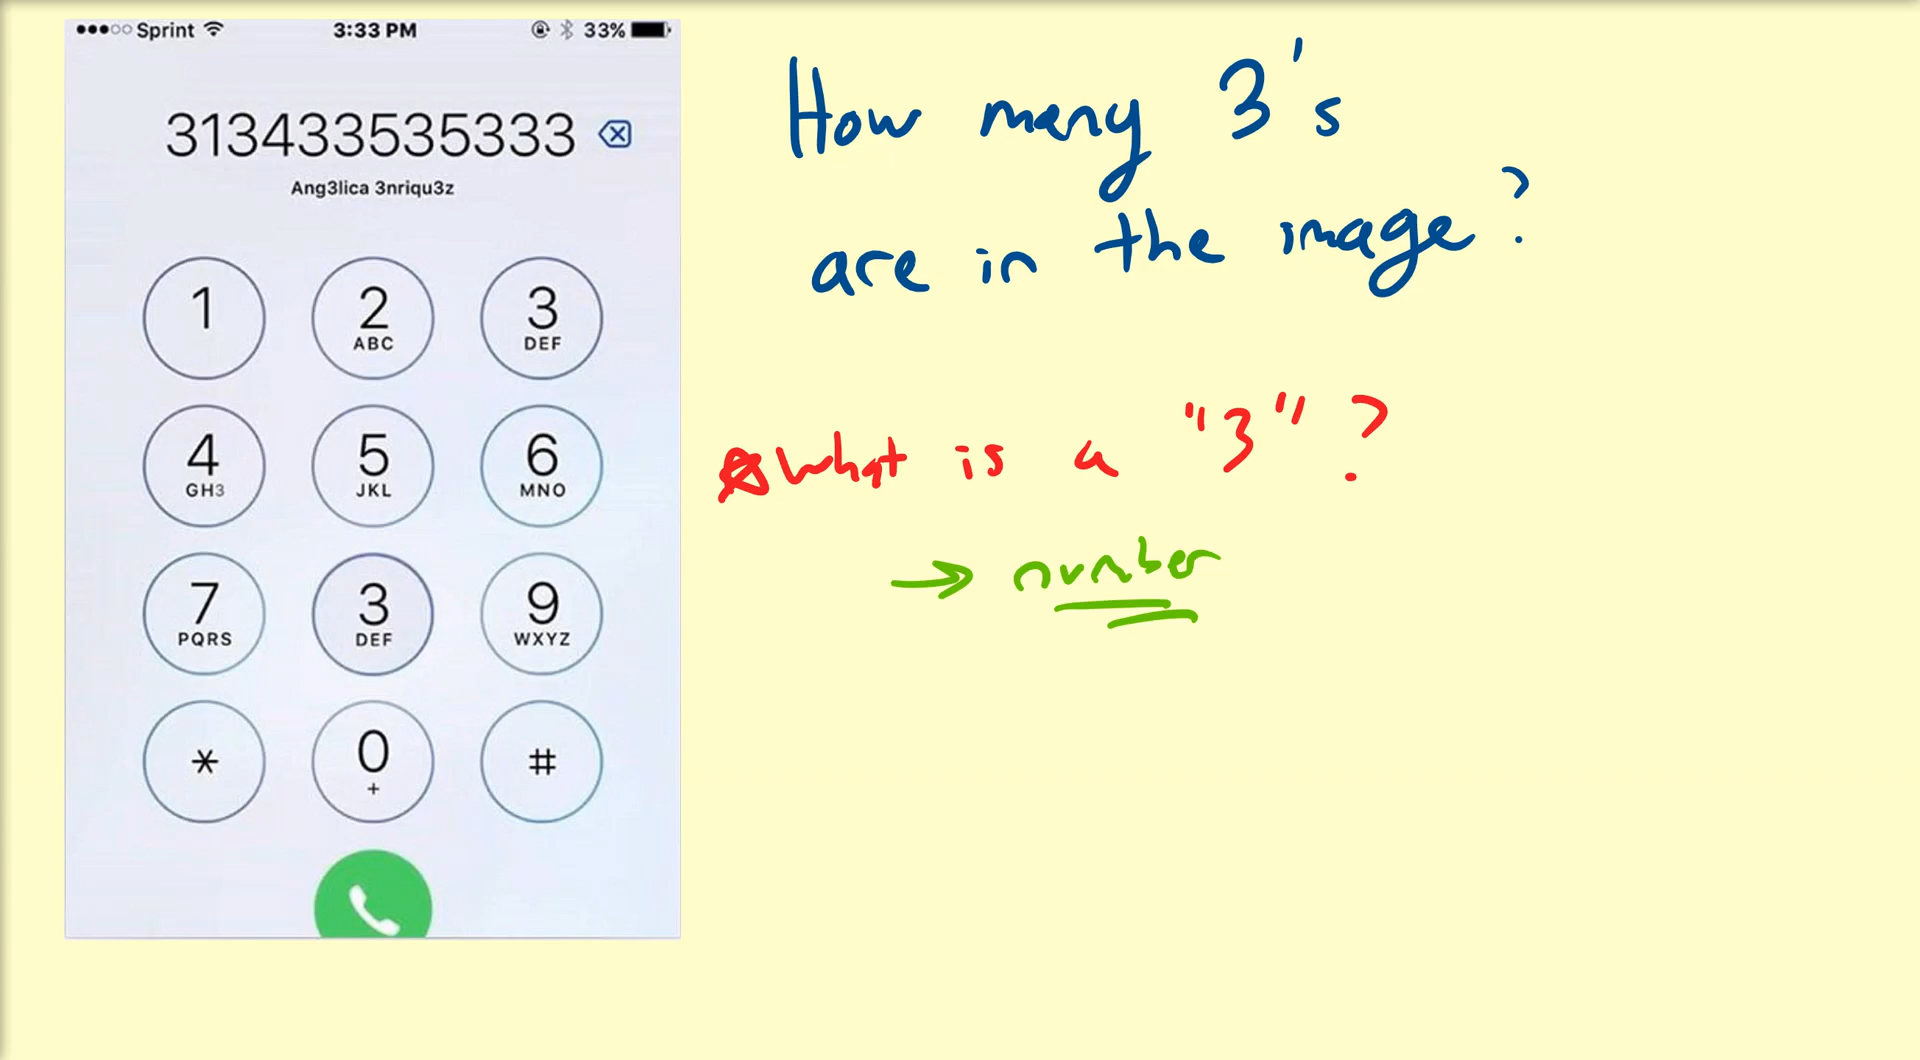 Sprint 3:33 PM 33%
313433535333
Ang3lica 3nriqu3z
1 2 3
ABC DEF
4 5 6
GH3 JKL MNO
7 3 9
PQRS DEF WXYZ
* 0 #
+
How many 3's
are in the image?
What is a "3"?
→ number